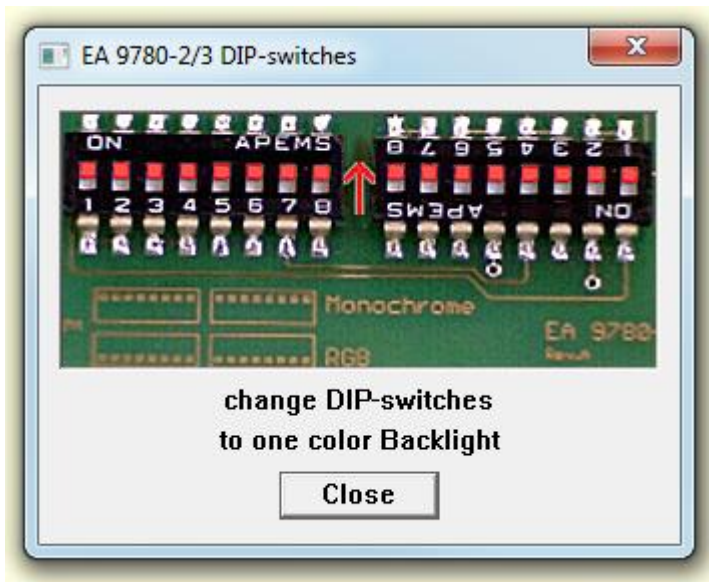 EA 9780-2/3 DIP-switches
ON APEMS
1 2 3 4 5 6 7 8
8 7 6 5 4 3 2 1
APEMS ON
Monochrome
EA 9780-
RGB
change DIP-switches
to one color Backlight
Close